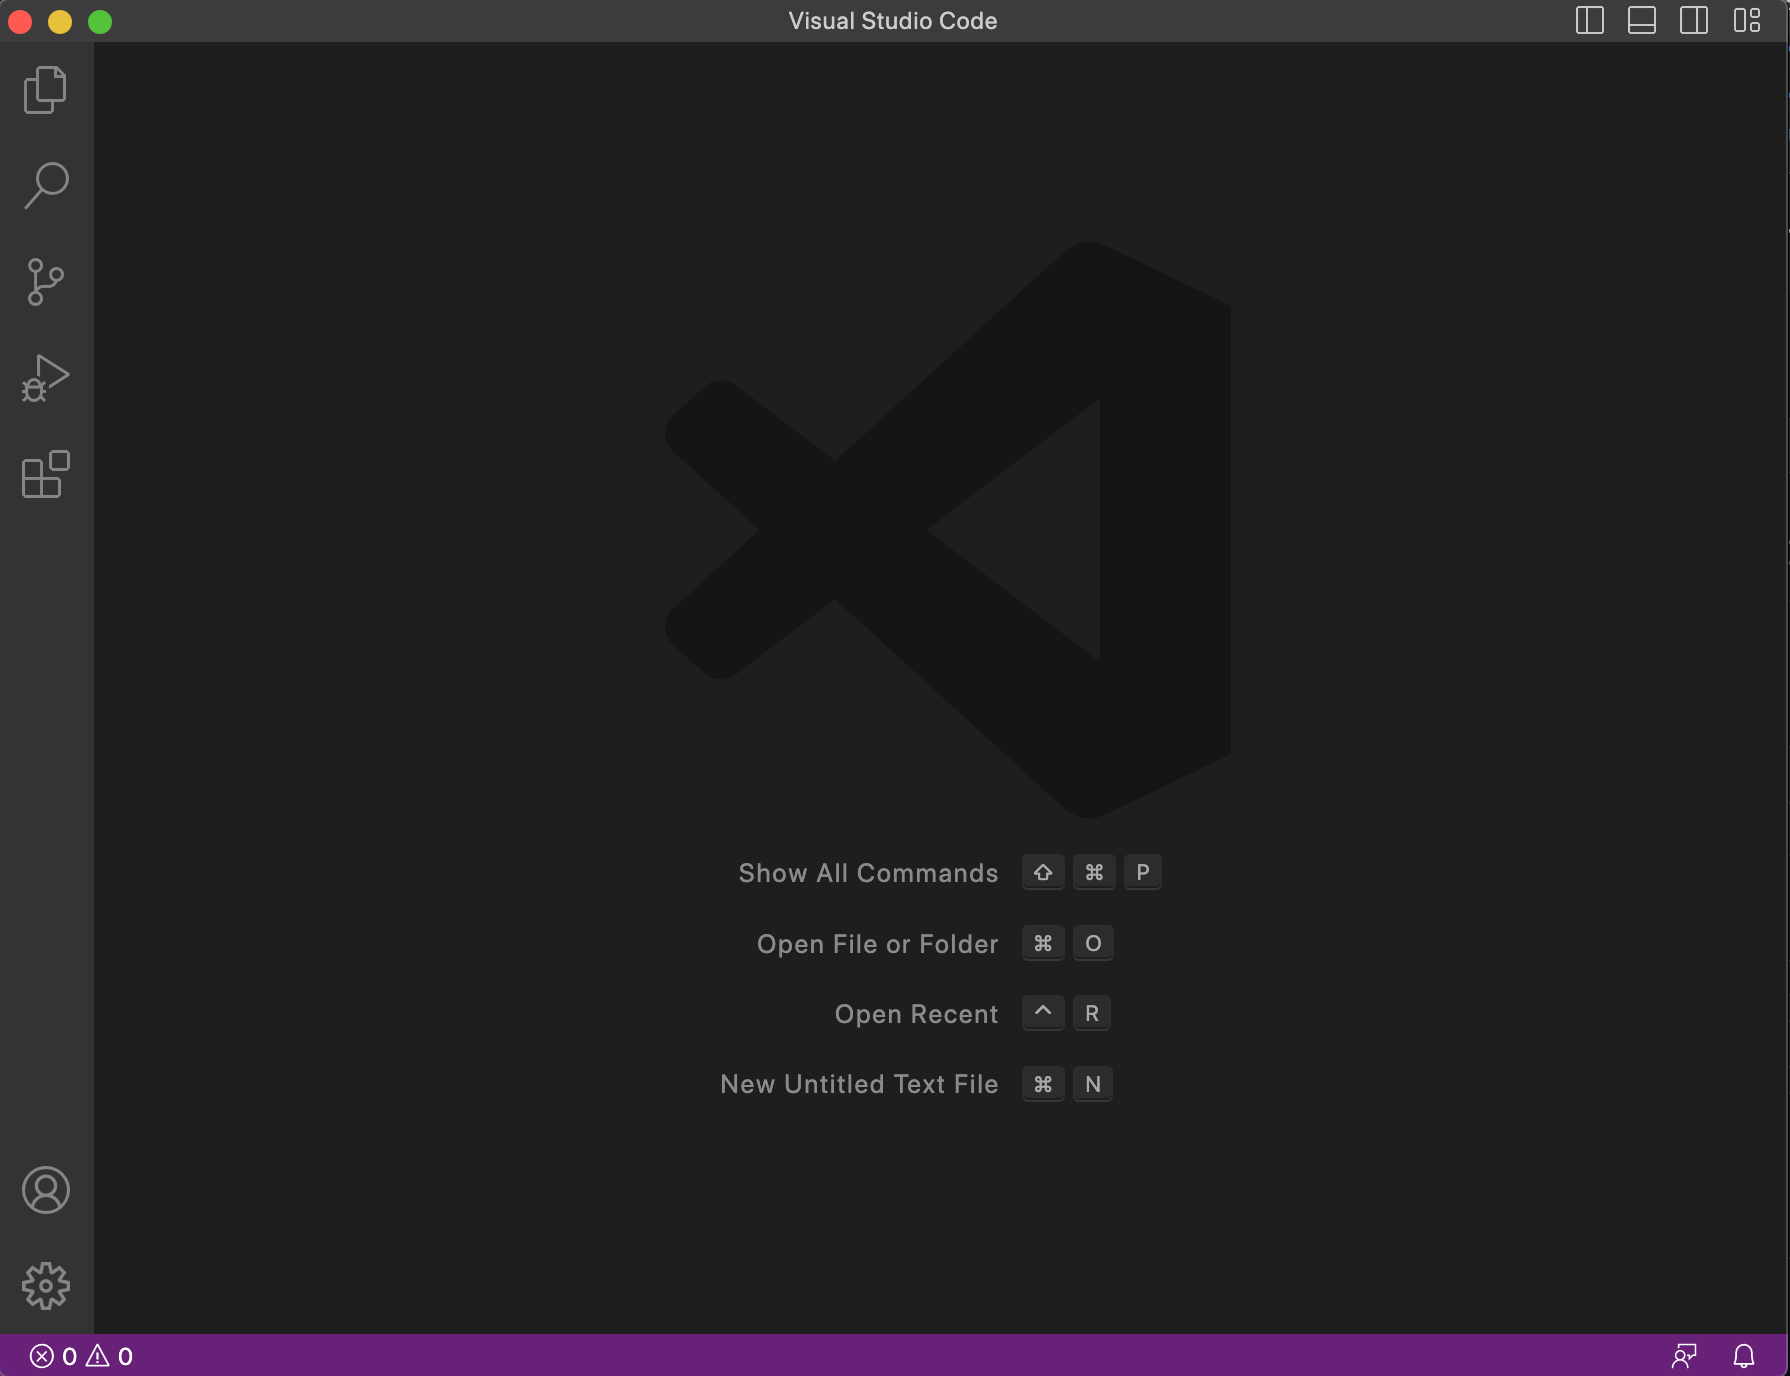 Visual Studio Code
Show All Commands ⇧ ⌘ P
Open File or Folder ⌘ O
Open Recent ^ R
New Untitled Text File ⌘ N
0 0